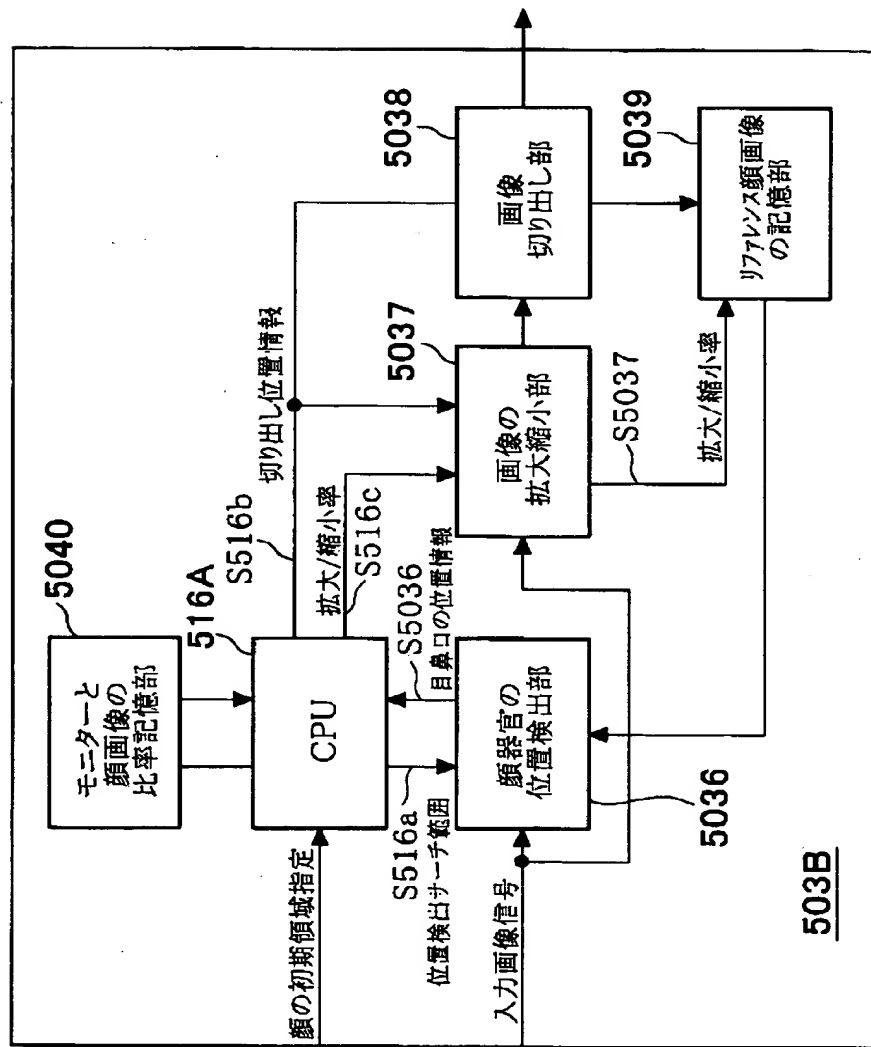 モニターと
顔画像の
比率記憶部
5040
516A
CPU
顔の初期領域指定
S516b
切り出し位置情報
拡大/縮小率
S516c
S516a
位置検出サーチ範囲
S5036
目鼻口の位置情報
入力画像信号
顔器官の
位置検出部
5036
画像の
拡大縮小部
5037
画像
切り出し部
5038
S5037
拡大/縮小率
リファレンス顔画像
の記憶部
5039
503B